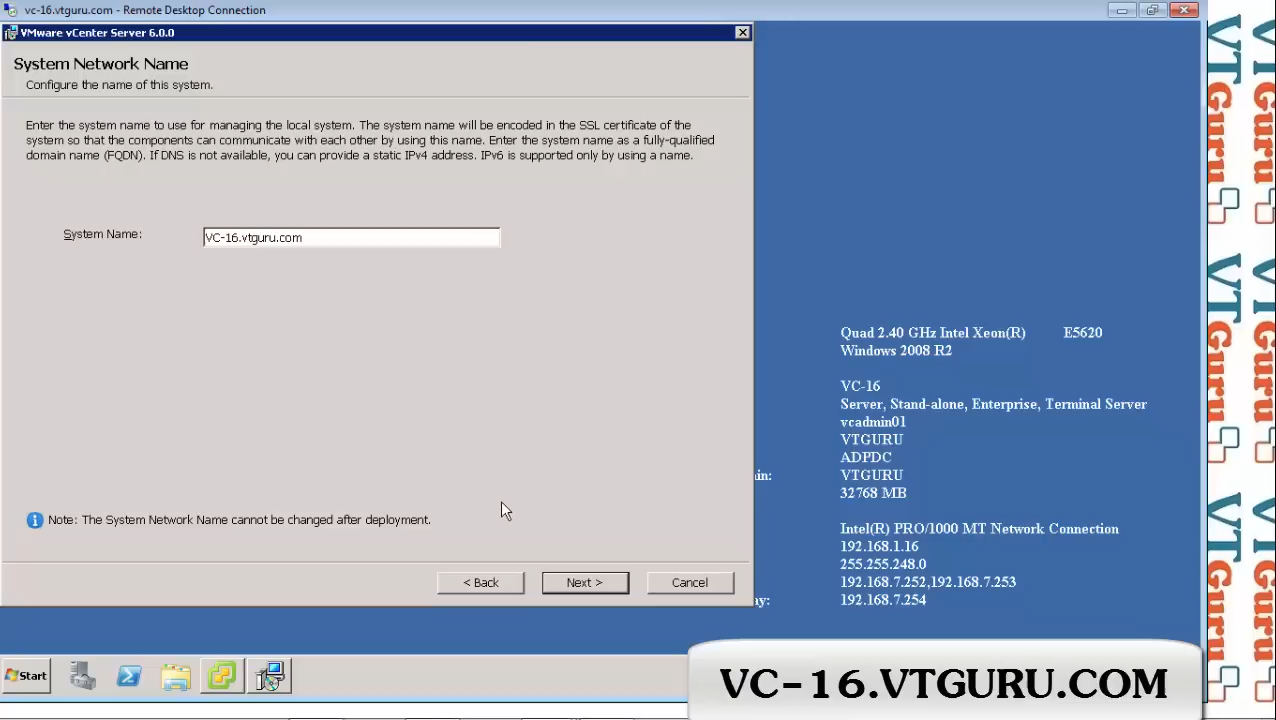 vc-16.vtguru.com - Remote Desktop Connection
VMware vCenter Server 6.0.0
System Network Name
Configure the name of this system.
Enter the system name to use for managing the local system. The system name will be encoded in the SSL certificate of the
system so that the components can communicate with each other by using this name. Enter the system name as a fully-qualified
domain name (FQDN). If DNS is not available, you can provide a static IPv4 address. IPv6 is supported only by using a name.
System Name:
VC-16.vtguru.com
Note: The System Network Name cannot be changed after deployment.
< Back
Next >
Cancel
Quad 2.40 GHz Intel Xeon(R) E5620
Windows 2008 R2
VC-16
Server, Stand-alone, Enterprise, Terminal Server
vcadmin01
VTGURU
ADPDC
in: VTGURU
32768 MB
Intel(R) PRO/1000 MT Network Connection
192.168.1.16
255.255.248.0
192.168.7.252,192.168.7.253
ay: 192.168.7.254
Start
VC-16.VTGURU.COM
VTGuru
VTGuru
VTGuru